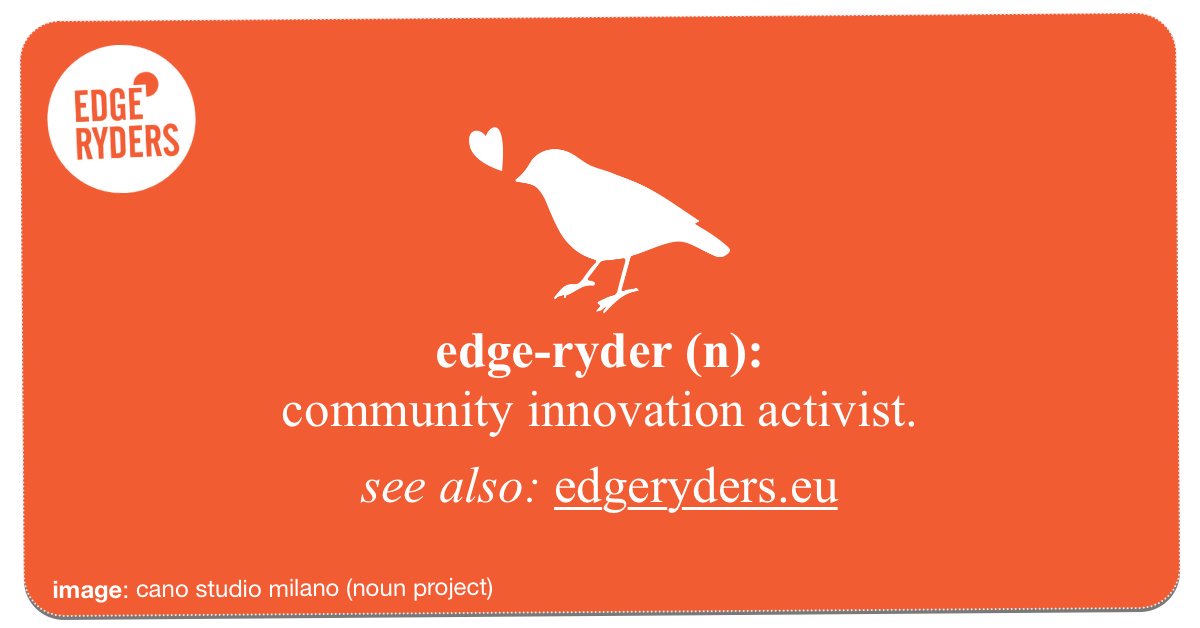 EDGE
RYDERS
edge-ryder (n):
community innovation activist.
see also: edgeryders.eu
image: cano studio milano (noun project)